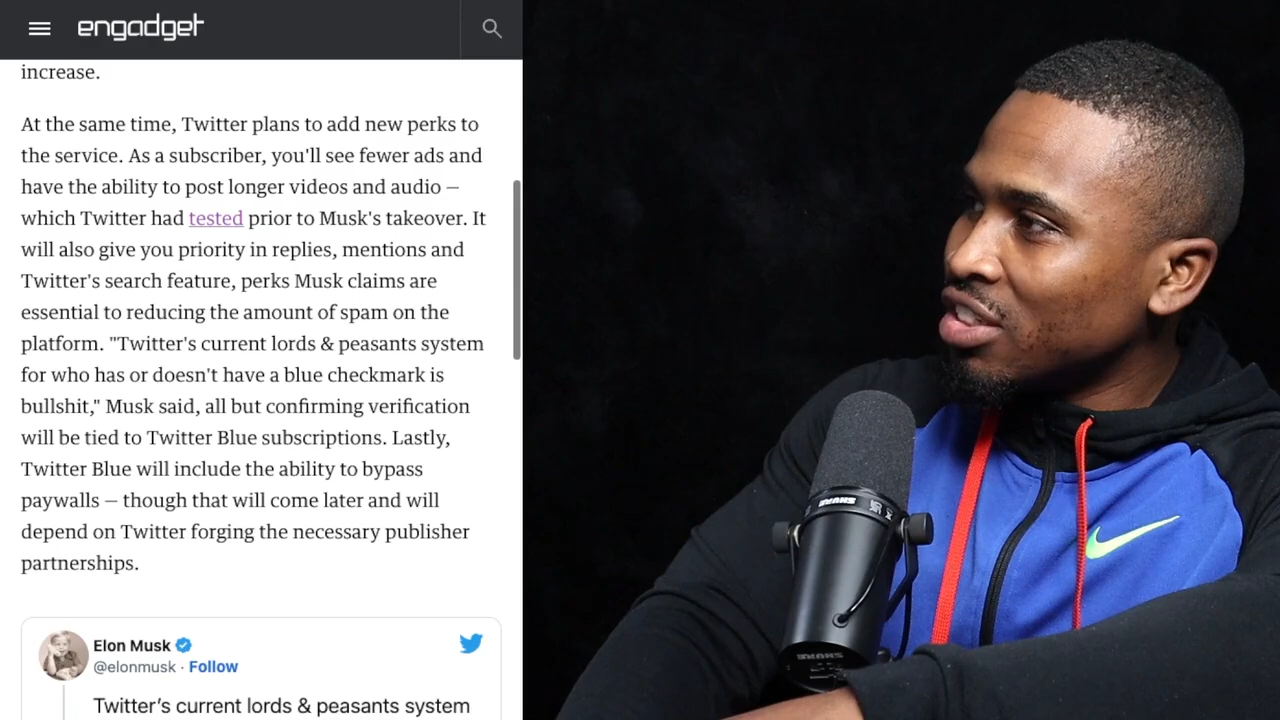 engadget
increase.
At the same time, Twitter plans to add new perks to
the service. As a subscriber, you'll see fewer ads and
have the ability to post longer videos and audio —
which Twitter had tested prior to Musk's takeover. It
will also give you priority in replies, mentions and
Twitter's search feature, perks Musk claims are
essential to reducing the amount of spam on the
platform. "Twitter's current lords & peasants system
for who has or doesn't have a blue checkmark is
bullshit," Musk said, all but confirming verification
will be tied to Twitter Blue subscriptions. Lastly,
Twitter Blue will include the ability to bypass
paywalls — though that will come later and will
depend on Twitter forging the necessary publisher
partnerships.
Elon Musk
@elonmusk · Follow
Twitter's current lords & peasants system
SHURE
SHURE